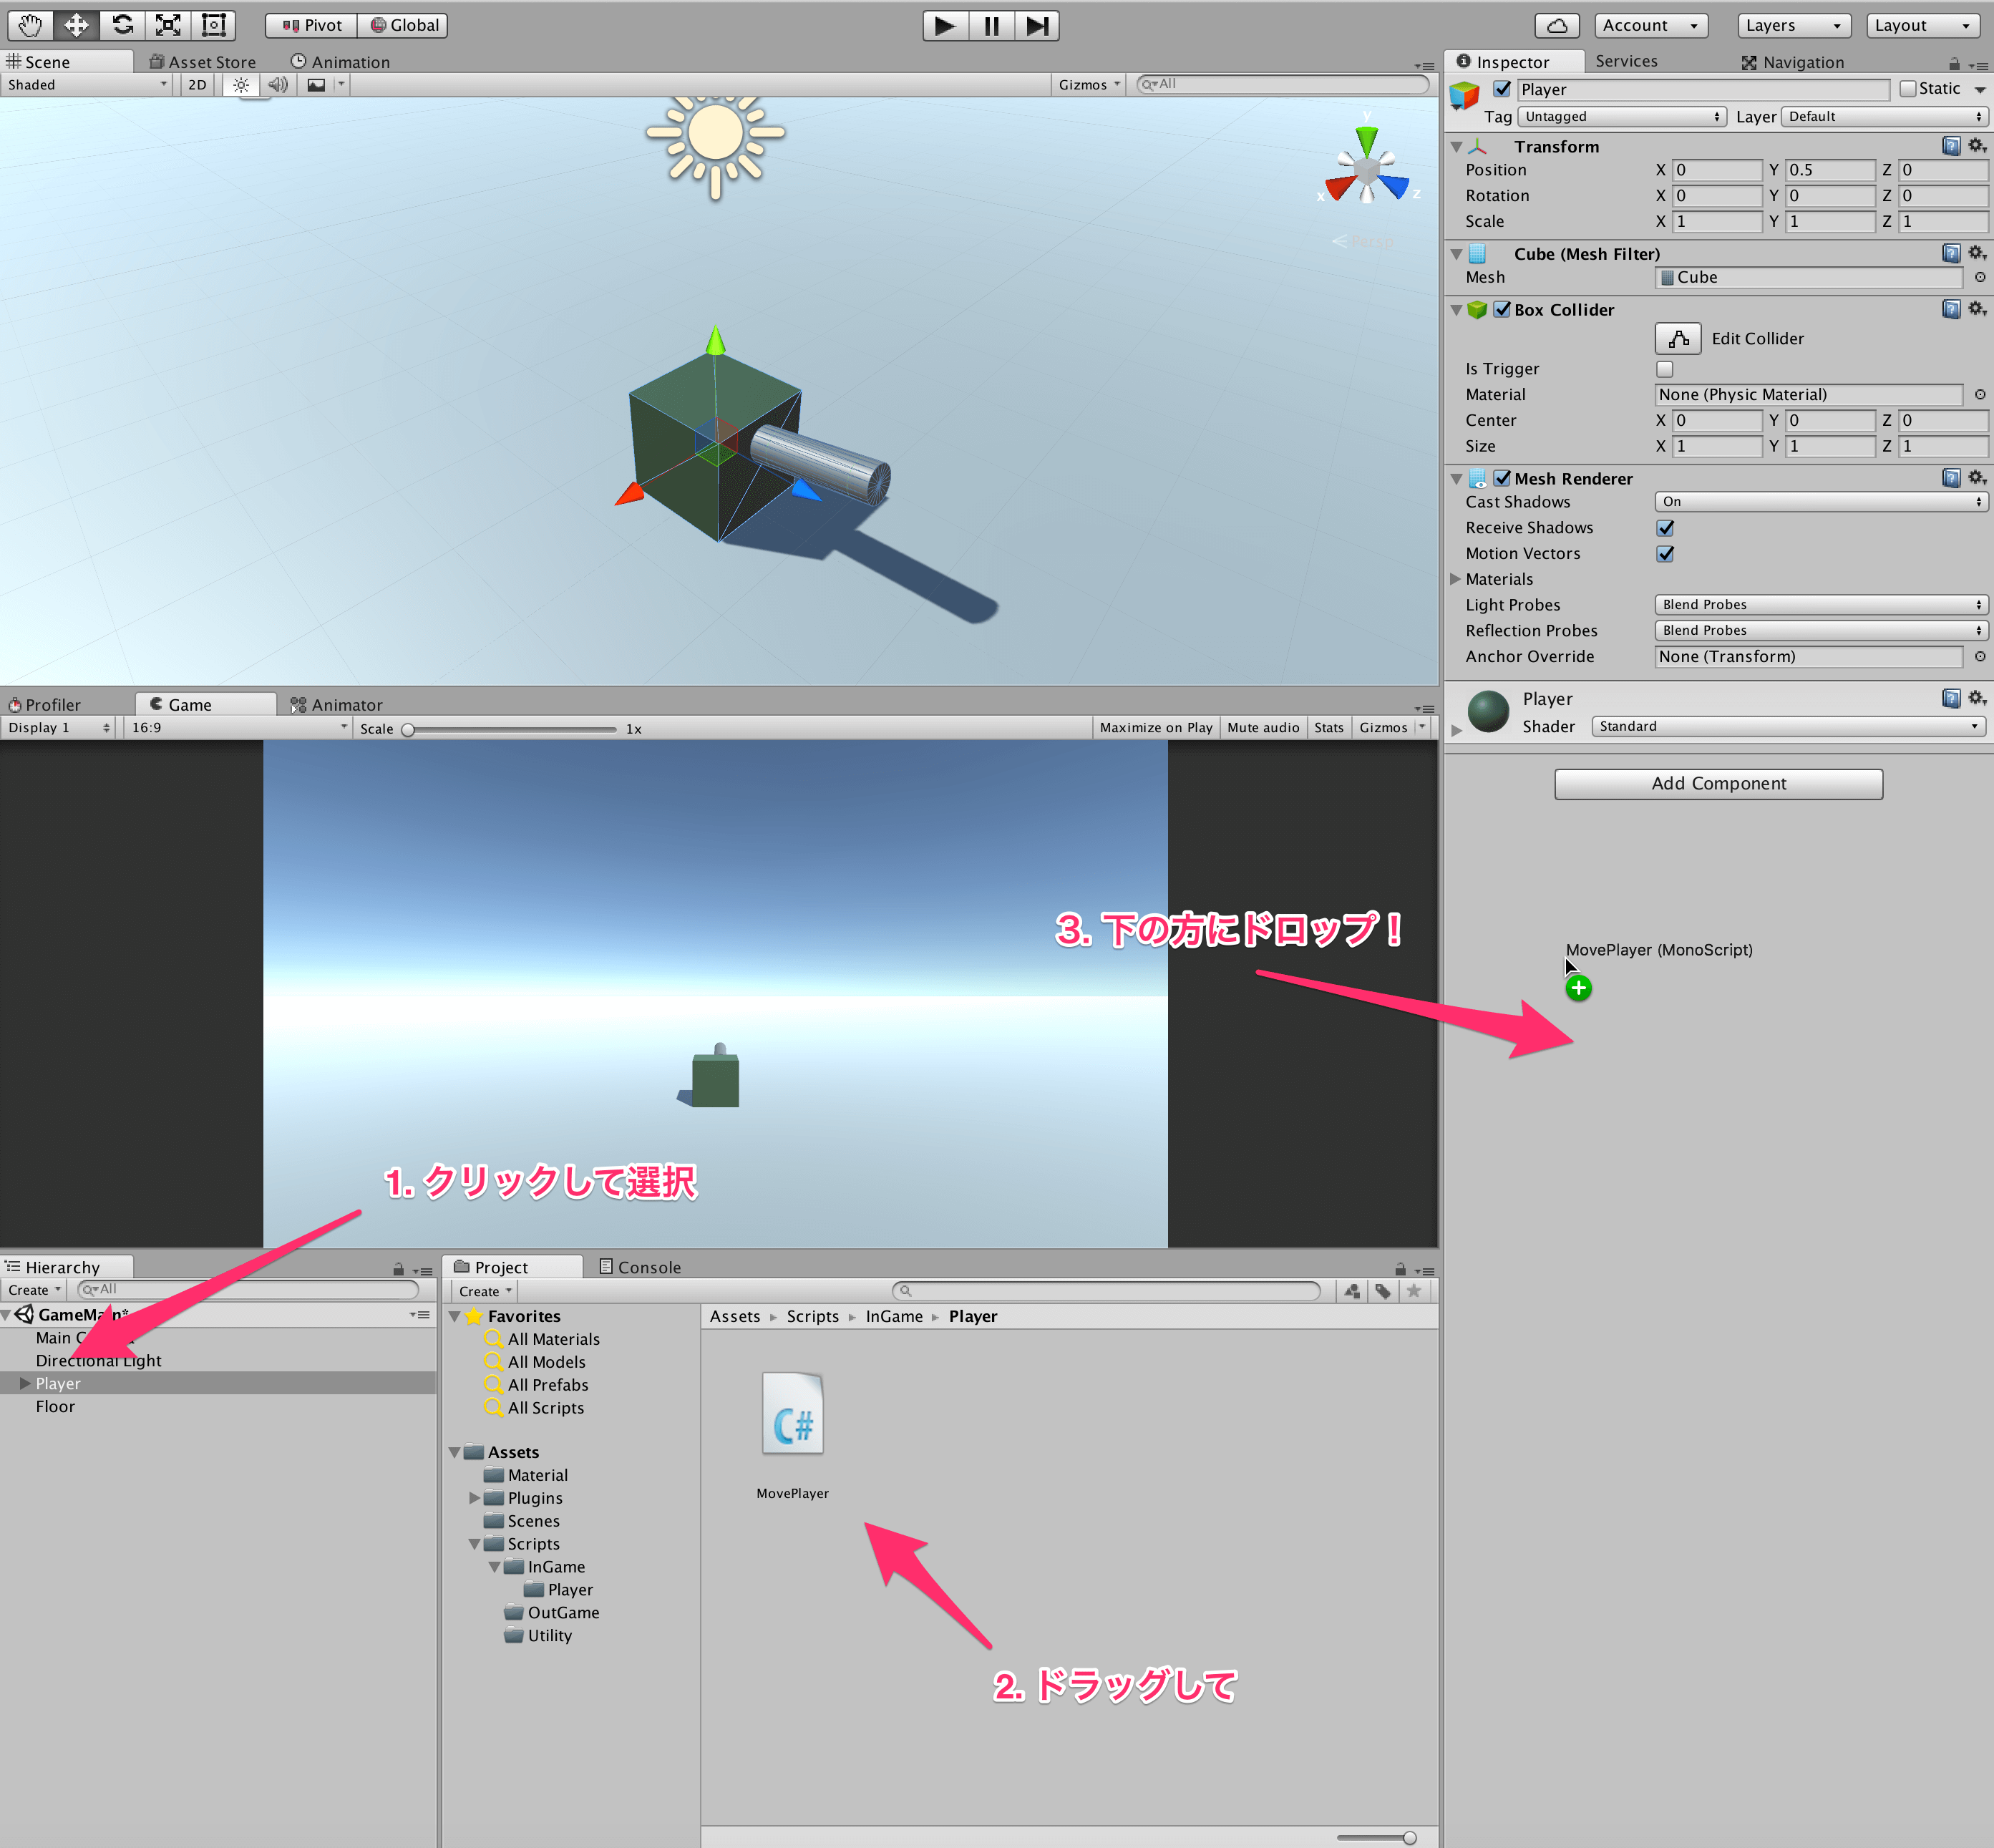 Pivot Global Account Layers Layout
Scene Asset Store Animation
Shaded 2D Gizmos All
y
x z
Persp
Profiler Game Animator
Display 1 16:9 Scale 1x Maximize on Play Mute audio Stats Gizmos
3. 下の方にドロップ！
1. クリックして選択
Hierarchy
Create All
GameMain*
Main
Directional Light
Player
Floor
Project Console
Create
Favorites
All Materials
All Models
All Prefabs
All Scripts
Assets
Material
Plugins
Scenes
Scripts
InGame
Player
OutGame
Utility
Assets Scripts InGame Player
C#
MovePlayer
2. ドラッグして
Inspector Services Navigation
Player Static
Tag Untagged Layer Default
Transform
Position X 0 Y 0.5 Z 0
Rotation X 0 Y 0 Z 0
Scale X 1 Y 1 Z 1
Cube (Mesh Filter)
Mesh Cube
Box Collider
Edit Collider
Is Trigger
Material None (Physic Material)
Center X 0 Y 0 Z 0
Size X 1 Y 1 Z 1
Mesh Renderer
Cast Shadows On
Receive Shadows
Motion Vectors
Materials
Light Probes Blend Probes
Reflection Probes Blend Probes
Anchor Override None (Transform)
Player
Shader Standard
Add Component
MovePlayer (MonoScript)